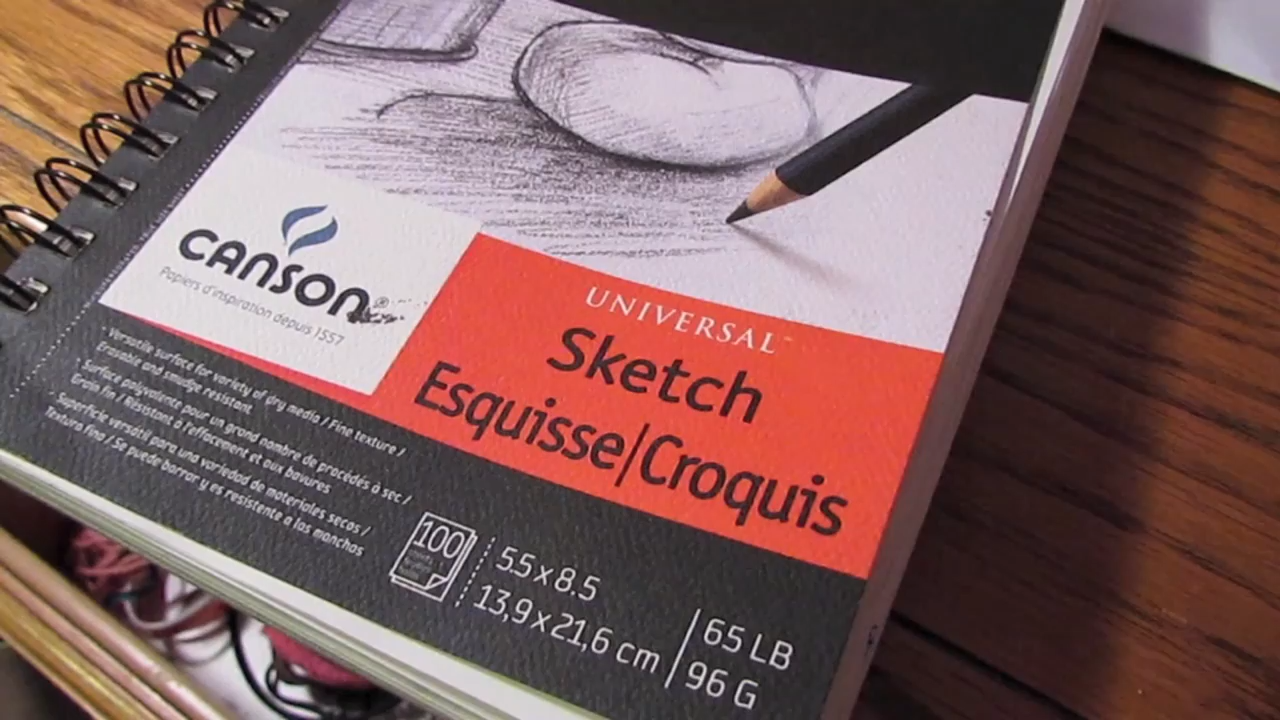 CANSON®
Papiers d'inspiration depuis 1557
UNIVERSAL™
Sketch
Esquisse/Croquis
· Versatile surface for variety of dry media / Fine texture /
Erasable and smudge resistant
· Surface polyvalente pour un grand nombre de procédés à sec /
Grain fin / Résistant à l'effacement et aux bavures
· Superficie versátil para una variedad de materiales secos /
Textura fina / Se puede borrar y es resistente a las manchas
100
5.5 x 8.5
13,9 x 21,6 cm
65 LB
96 G